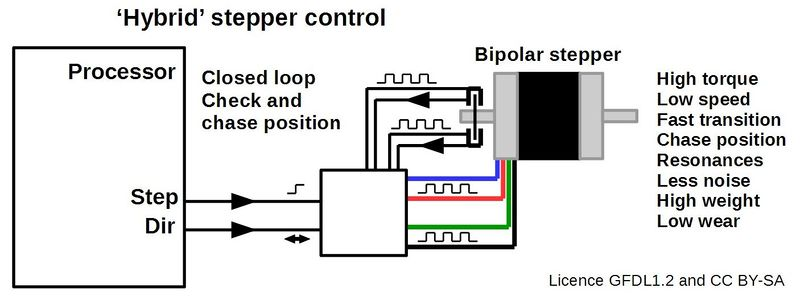 ‘Hybrid’ stepper control
Processor
Closed loop
Check and
chase position
Bipolar stepper
High torque
Low speed
Fast transition
Chase position
Resonances
Less noise
High weight
Low wear
Step
Dir
Licence GFDL1.2 and CC BY-SA